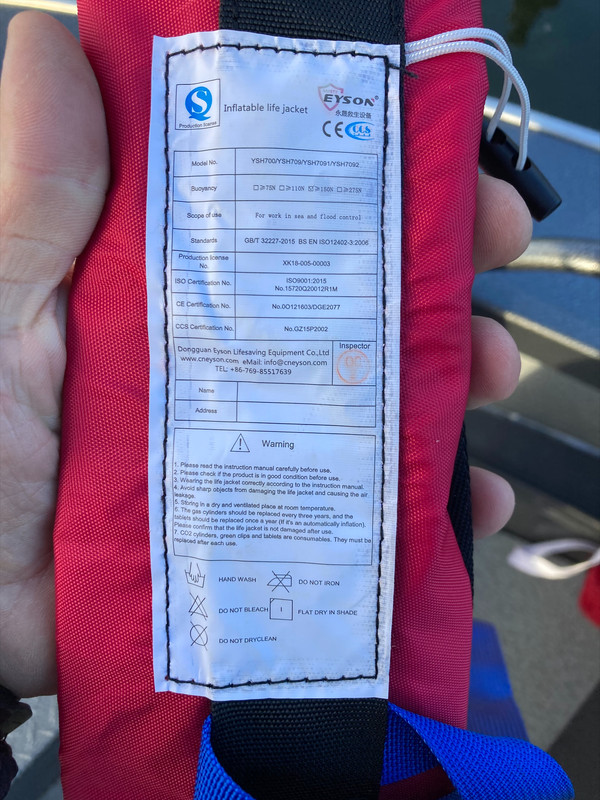 S
Production license
Inflatable life jacket
EYSON®
永晟救生设备
CE CCS
Model No. YSH700/YSH709/YSH7091/YSH7092
Buoyancy ☐≥75N ☐≥110N ☑≥150N ☐≥275N
Scope of use For work in sea and flood control
Standards GB/T 32227-2015 BS EN ISO12402-3:2006
Production license
No. XK18-005-00003
ISO Certification No. ISO9001:2015
No.15720Q20012R1M
CE Certification No. No.0O121603/DGE2077
CCS Certification No. No.GZ15P2002
Dongguan Eyson Lifesaving Equipment Co.,Ltd
www.cneyson.com eMail: info@cneyson.com
TEL: +86-769-85517639
Inspector
Name
Address
Warning
1. Please read the instruction manual carefully before use.
2. Please check if the product is in good condition before use.
3. Wearing the life jacket correctly according to the instruction manual.
4. Avoid sharp objects from damaging the life jacket and causing the air
leakage.
5. Storing in a dry and ventilated place at room temperature.
6. The gas cylinders should be replaced every three years, and the
tablets should be replaced once a year (If it's an automatically inflation).
Please confirm that the life jacket is not damaged after use.
7. CO2 cylinders, green clips and tablets are consumables. They must be
replaced after each use.
HAND WASH DO NOT IRON
DO NOT BLEACH FLAT DRY IN SHADE
DO NOT DRYCLEAN